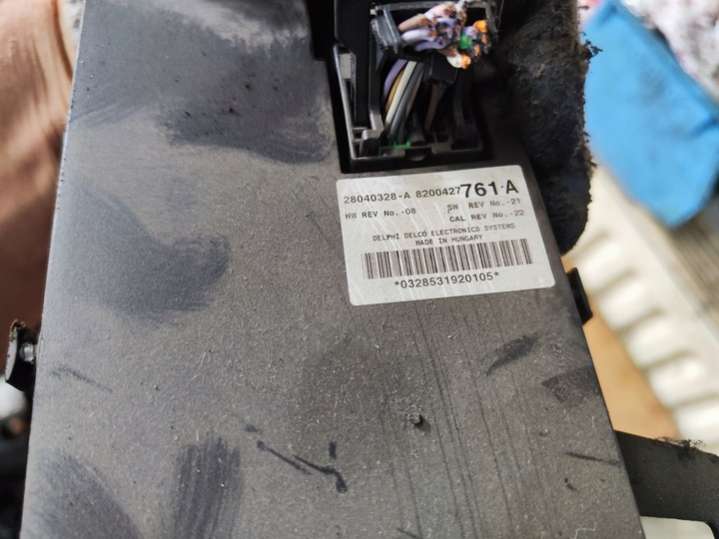 28040328-A 8200427761-A
HW REV No.-08 SW REV No.-21
CAL REV No.-22
DELPHI DELCO ELECTRONICO SYSTEMS
MADE IN HUNGARY
*0328531920105*